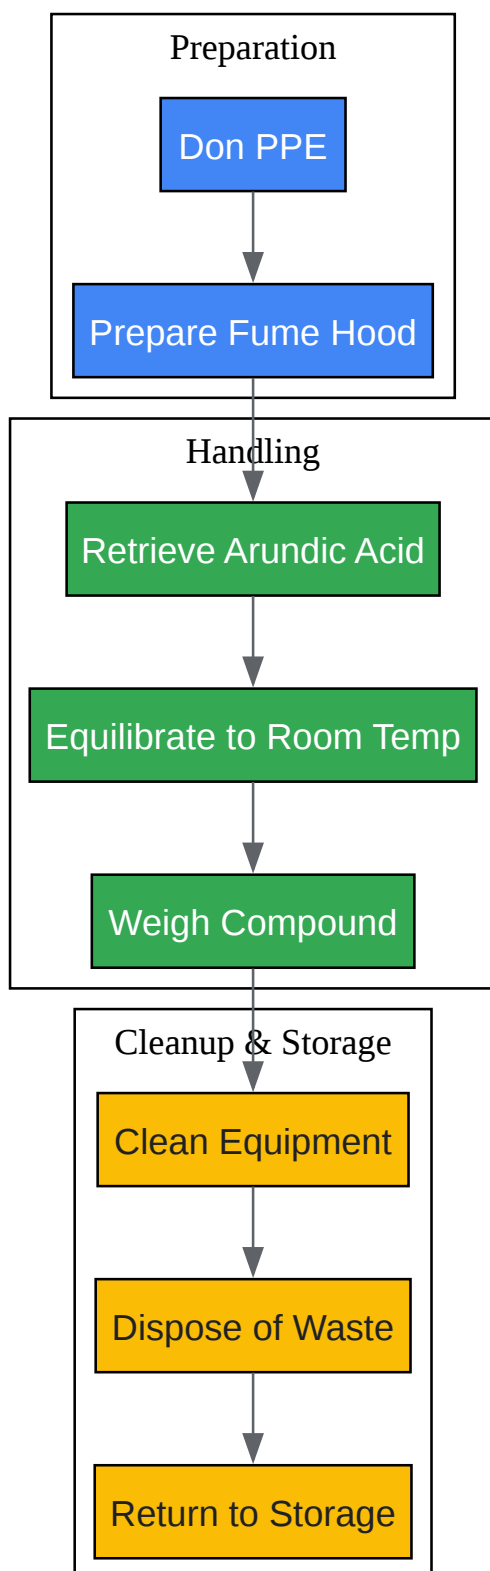 Preparation
Don PPE
Prepare Fume Hood
Handling
Retrieve Arundic Acid
Equilibrate to Room Temp
Weigh Compound
Cleanup & Storage
Clean Equipment
Dispose of Waste
Return to Storage